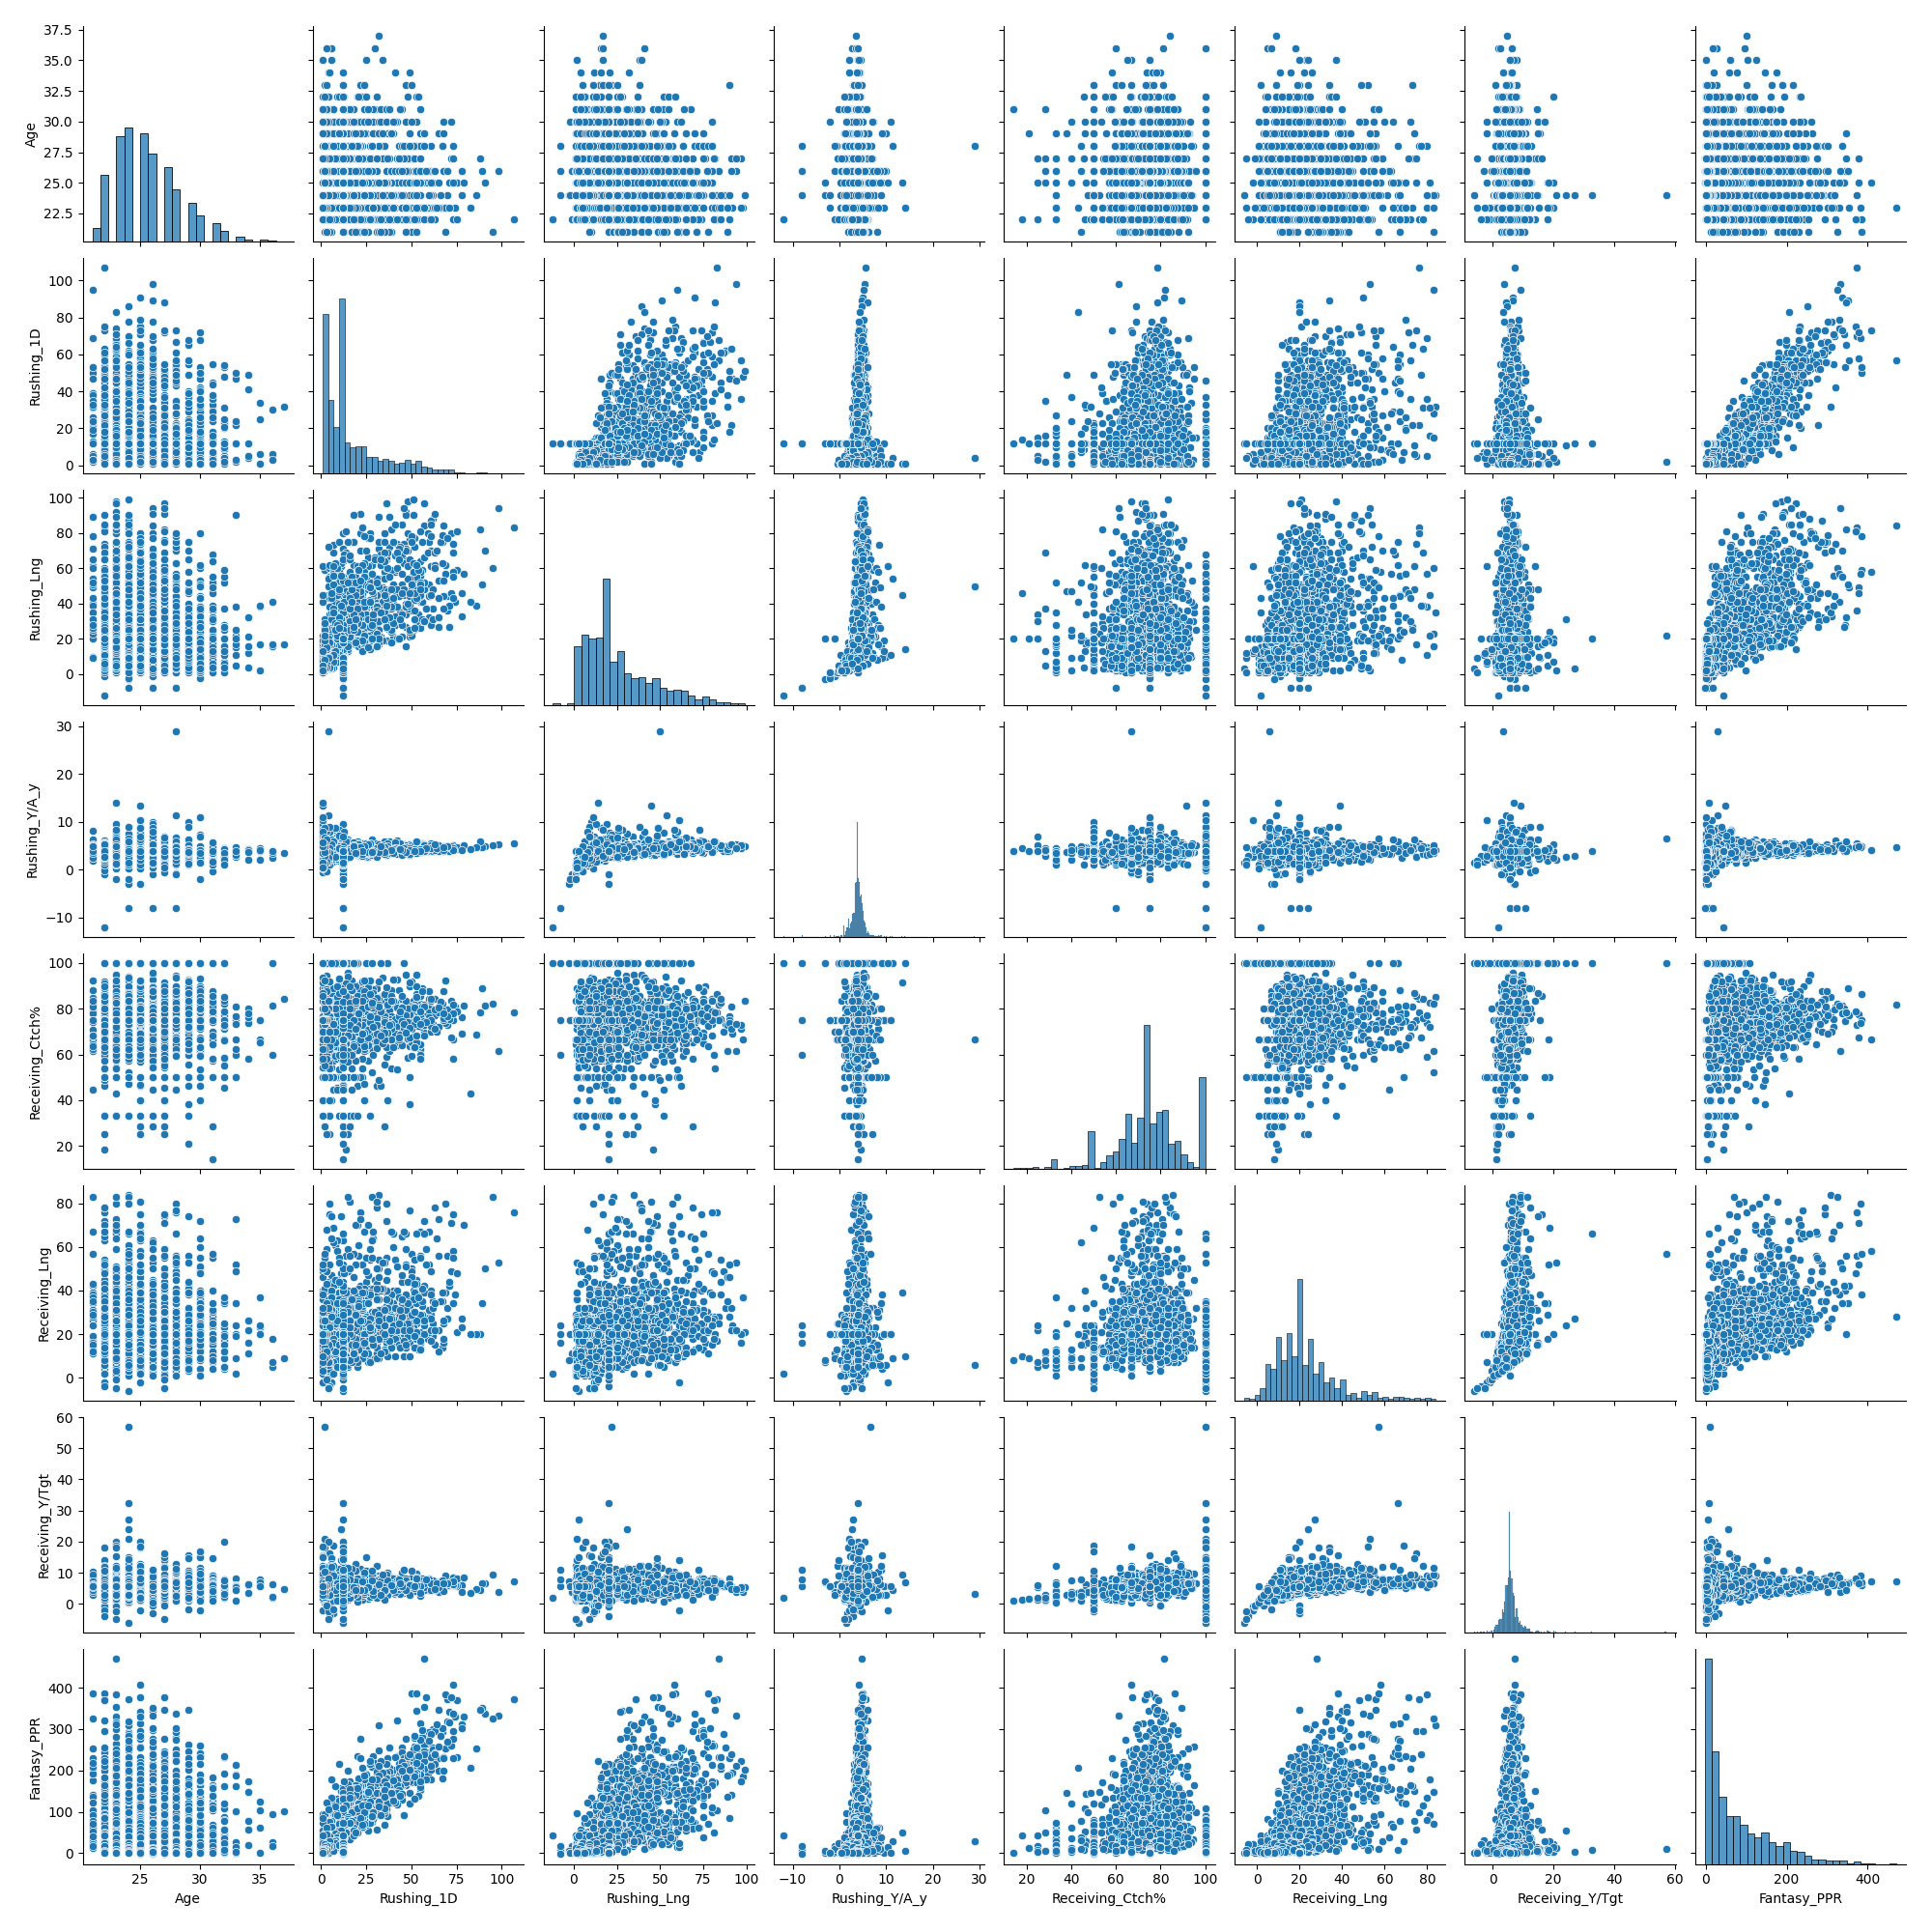 37.5
35.0
32.5
30.0
27.5
25.0
22.5
Age
100
80
60
40
20
0
Rushing_1D
100
80
60
40
20
0
Rushing_Lng
30
20
10
0
−10
Rushing_Y/A_y
100
80
60
40
20
Receiving_Ctch%
80
60
40
20
0
Receiving_Lng
60
50
40
30
20
10
0
Receiving_Y/Tgt
400
300
200
100
0
Fantasy_PPR
25 30 35
0 25 50 75 100
0 25 50 75 100
−10 0 10 20 30
20 40 60 80 100
0 20 40 60 80
0 20 40 60
0 200 400
Age Rushing_1D Rushing_Lng Rushing_Y/A_y Receiving_Ctch% Receiving_Lng Receiving_Y/Tgt Fantasy_PPR